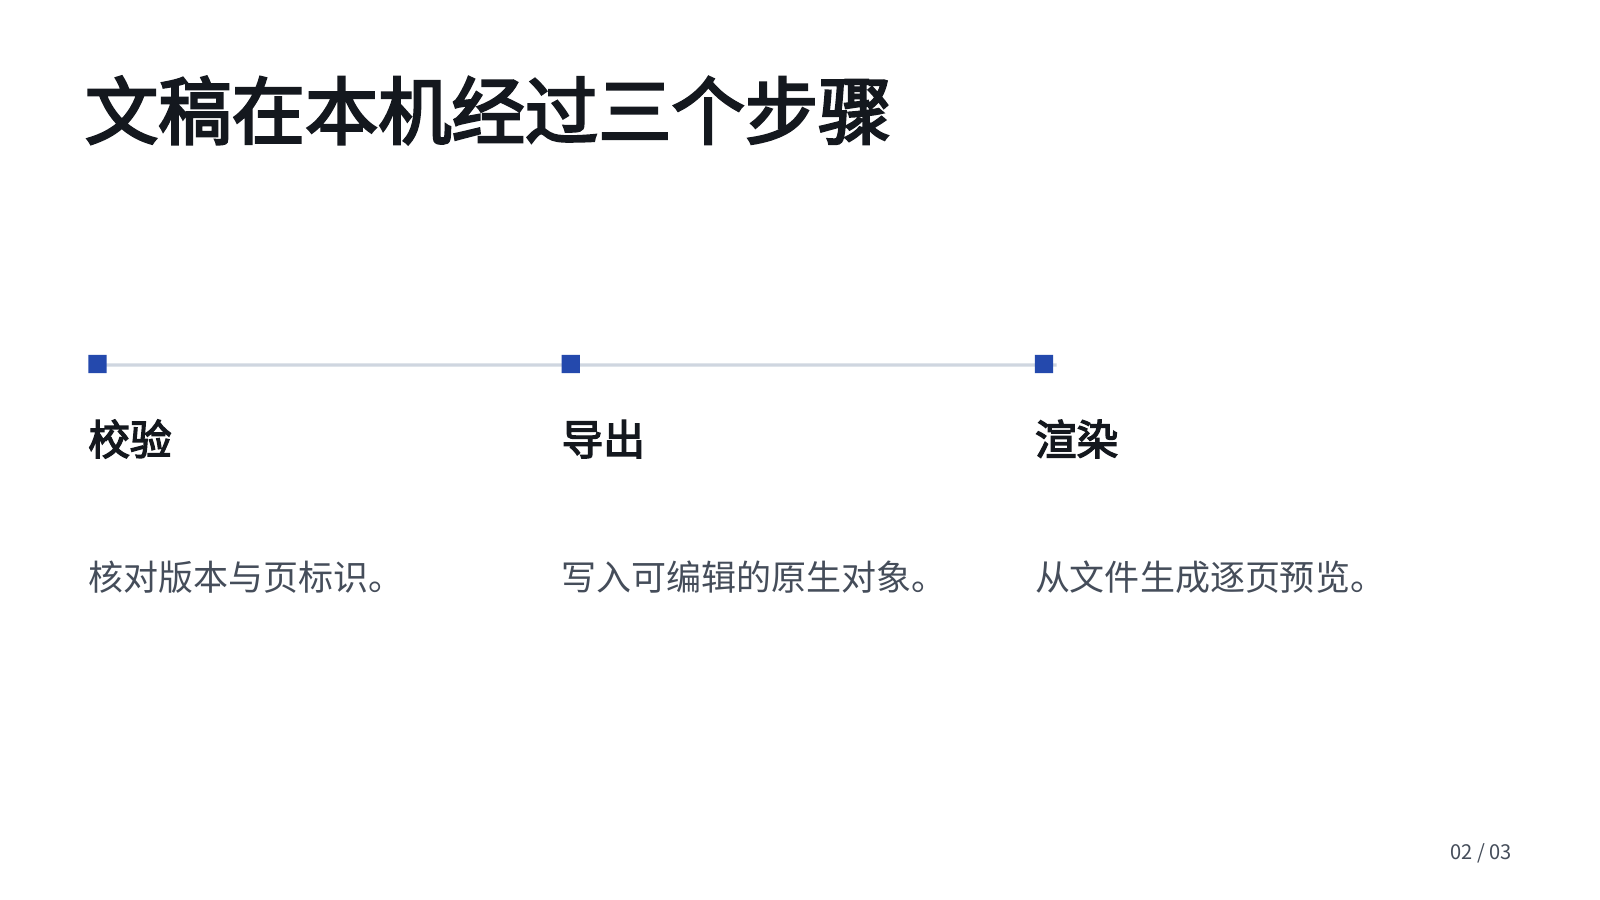 文稿在本机经过三个步骤
校验
导出
渲染
核对版本与页标识。
写入可编辑的原生对象。
从文件生成逐页预览。
02 / 03